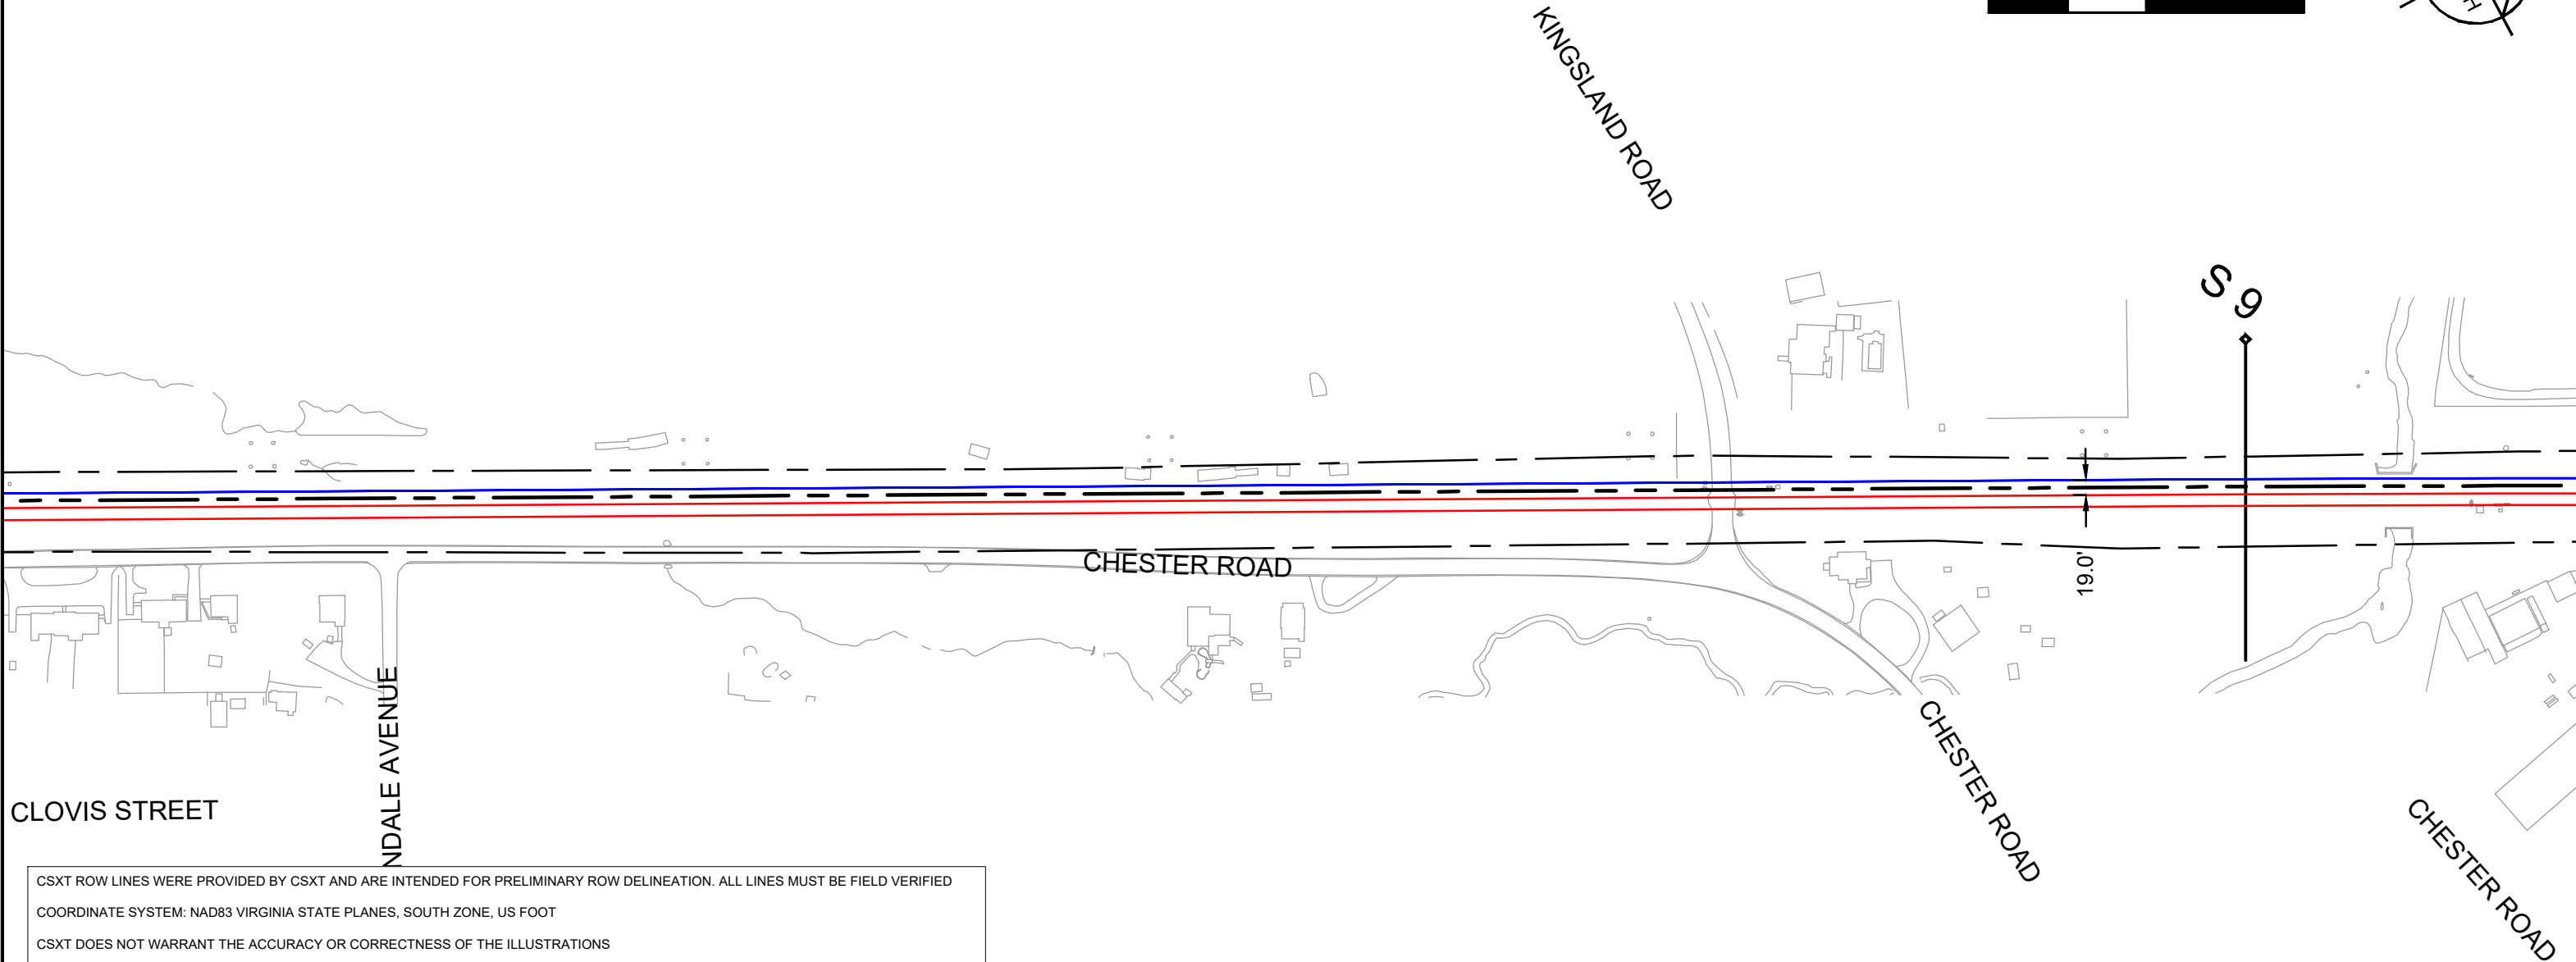 KINGSLAND ROAD
S 9
CHESTER ROAD
19.0'
NDALE AVENUE
CHESTER ROAD
CLOVIS STREET
CHESTER ROAD
CSXT ROW LINES WERE PROVIDED BY CSXT AND ARE INTENDED FOR PRELIMINARY ROW DELINEATION. ALL LINES MUST BE FIELD VERIFIED
COORDINATE SYSTEM: NAD83 VIRGINIA STATE PLANES, SOUTH ZONE, US FOOT
CSXT DOES NOT WARRANT THE ACCURACY OR CORRECTNESS OF THE ILLUSTRATIONS